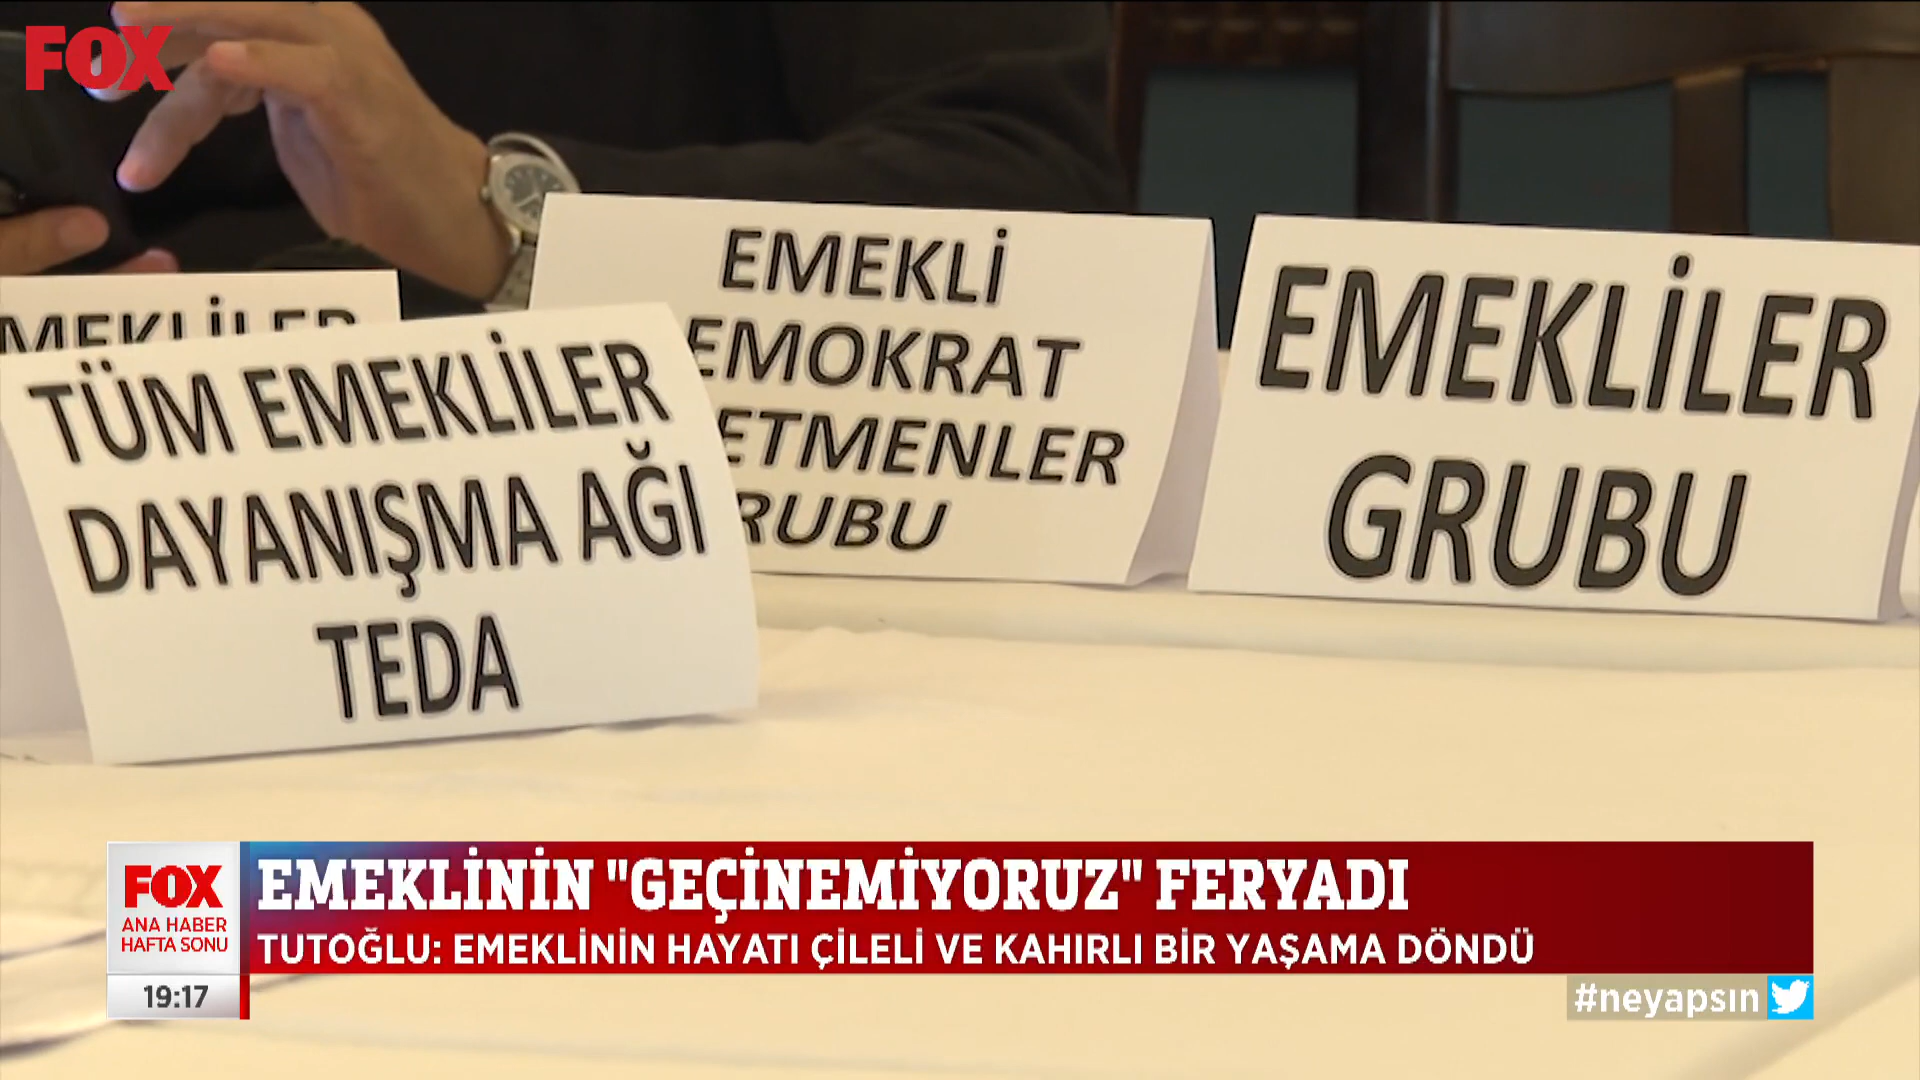 FOX
EMEKLİ
EMOKRAT
ETMENLER
RUBU
EMEKLİLER
GRUBU
TÜM EMEKLİLER
DAYANIŞMA AĞI
TEDA
FOX
ANA HABER
HAFTA SONU
19:17
EMEKLİNİN "GEÇİNEMİYORUZ" FERYADI
TUTOĞLU: EMEKLİNİN HAYATI ÇİLELİ VE KAHIRLI BİR YAŞAMA DÖNDÜ
#neyapsın